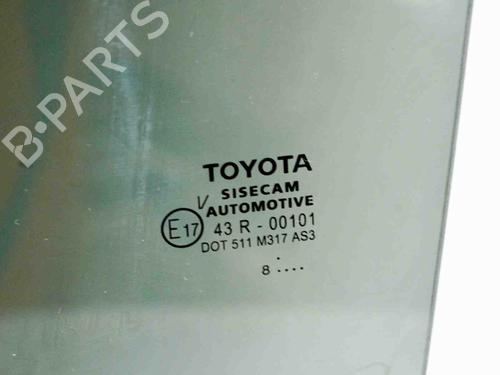 B·PARTS
TOYOTA
SISECAM
V AUTOMOTIVE
E17 43 R - 00101
DOT 511 M317 AS3
.
8 ....